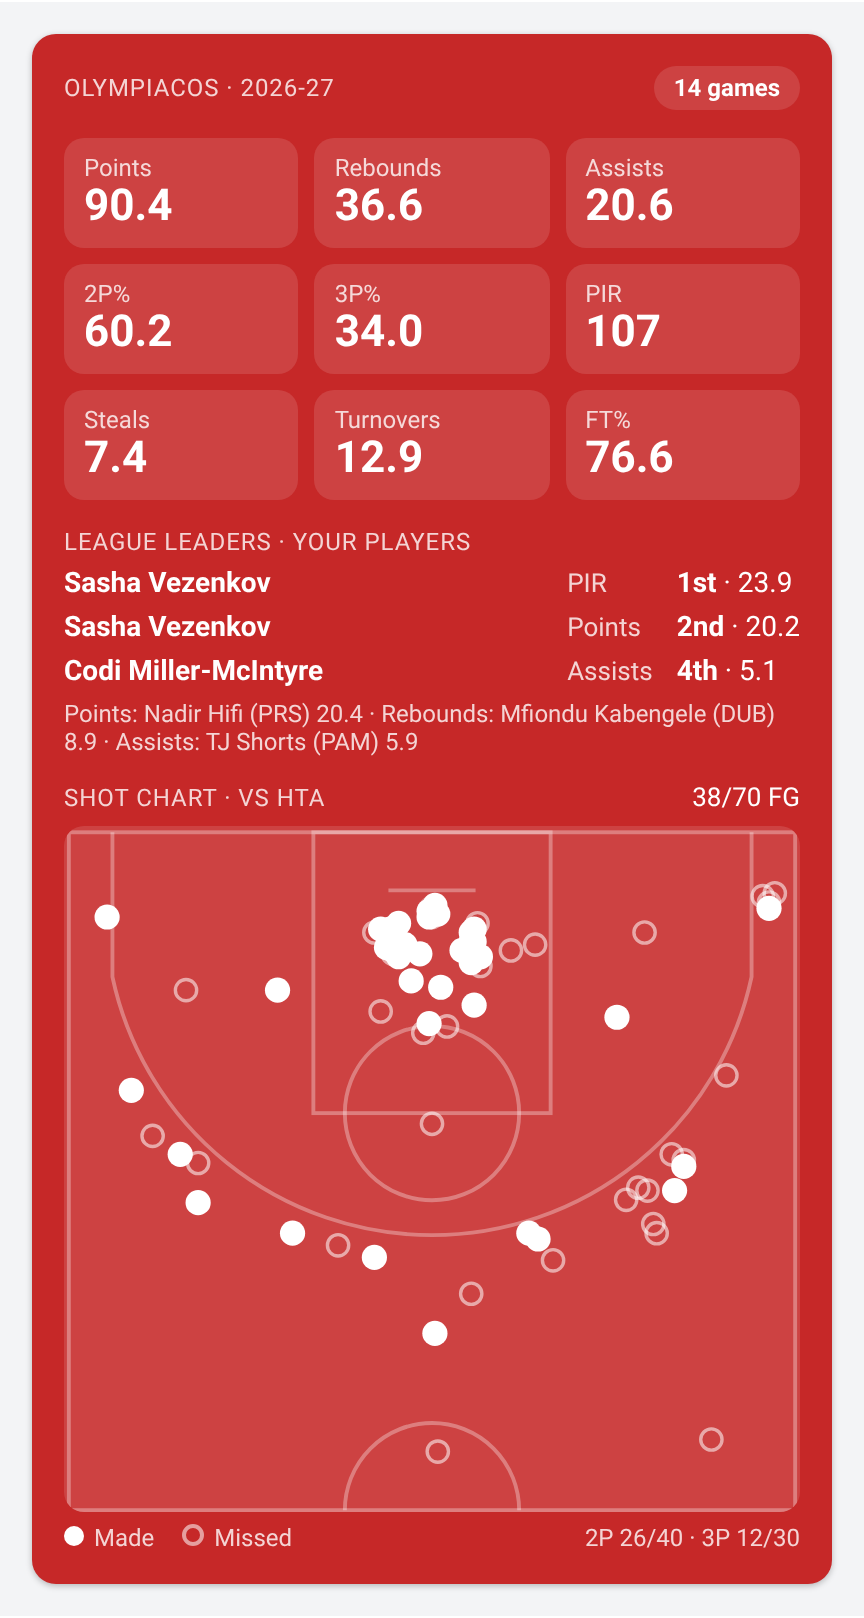 OLYMPIACOS · 2026-27
14 games
Points
90.4
Rebounds
36.6
Assists
20.6
2P%
60.2
3P%
34.0
PIR
107
Steals
7.4
Turnovers
12.9
FT%
76.6
LEAGUE LEADERS · YOUR PLAYERS
Sasha Vezenkov PIR 1st · 23.9
Sasha Vezenkov Points 2nd · 20.2
Codi Miller-McIntyre Assists 4th · 5.1
Points: Nadir Hifi (PRS) 20.4 · Rebounds: Mfiondu Kabengele (DUB)
8.9 · Assists: TJ Shorts (PAM) 5.9
SHOT CHART · VS HTA
38/70 FG
Made
Missed
2P 26/40 · 3P 12/30